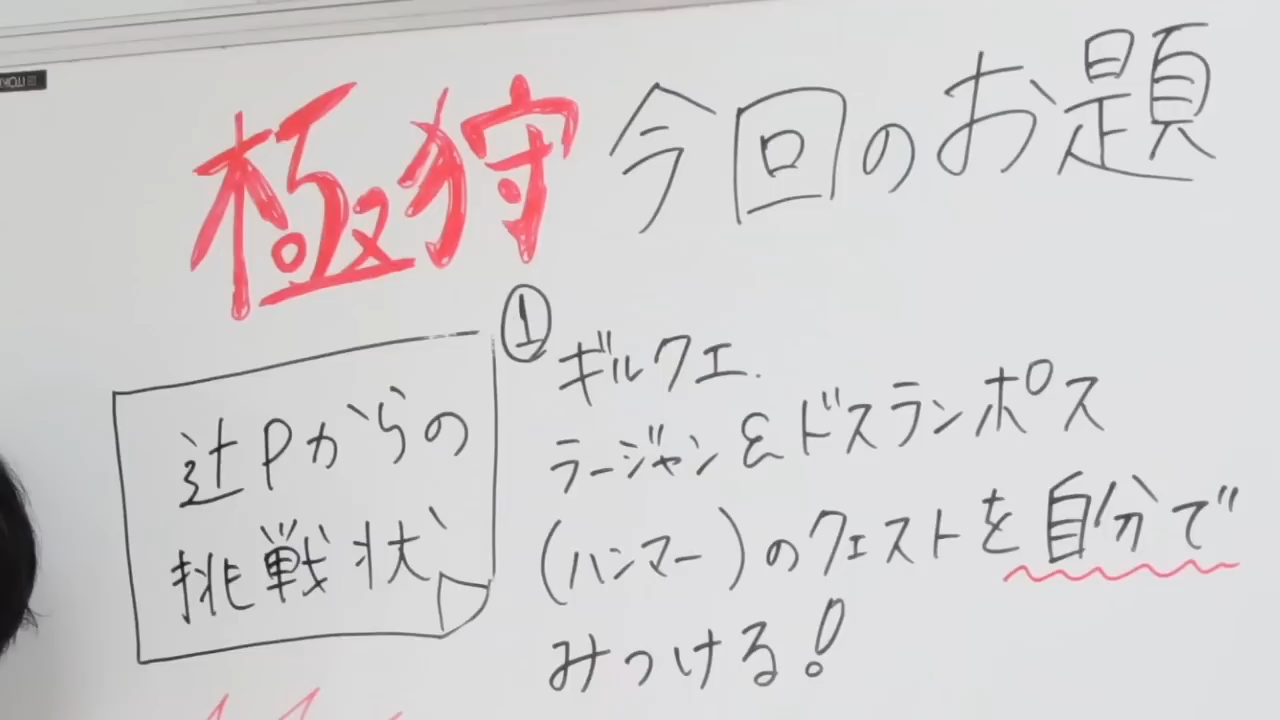 極狩 今回のお題
辻Pからの
挑戦状
① ギルクエ.
ラージャン&ドスランポス
(ハンマー)のクエストを自分で
みつける!